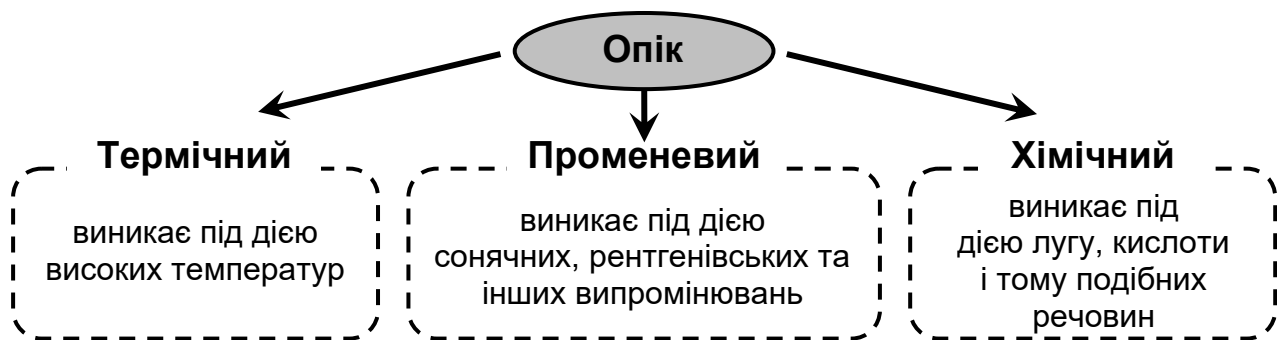 Опік
Термічний
виникає під дією
високих температур
Променевий
виникає під дією
сонячних, рентгенівських та
інших випромінювань
Хімічний
виникає під
дією лугу, кислоти
і тому подібних
речовин